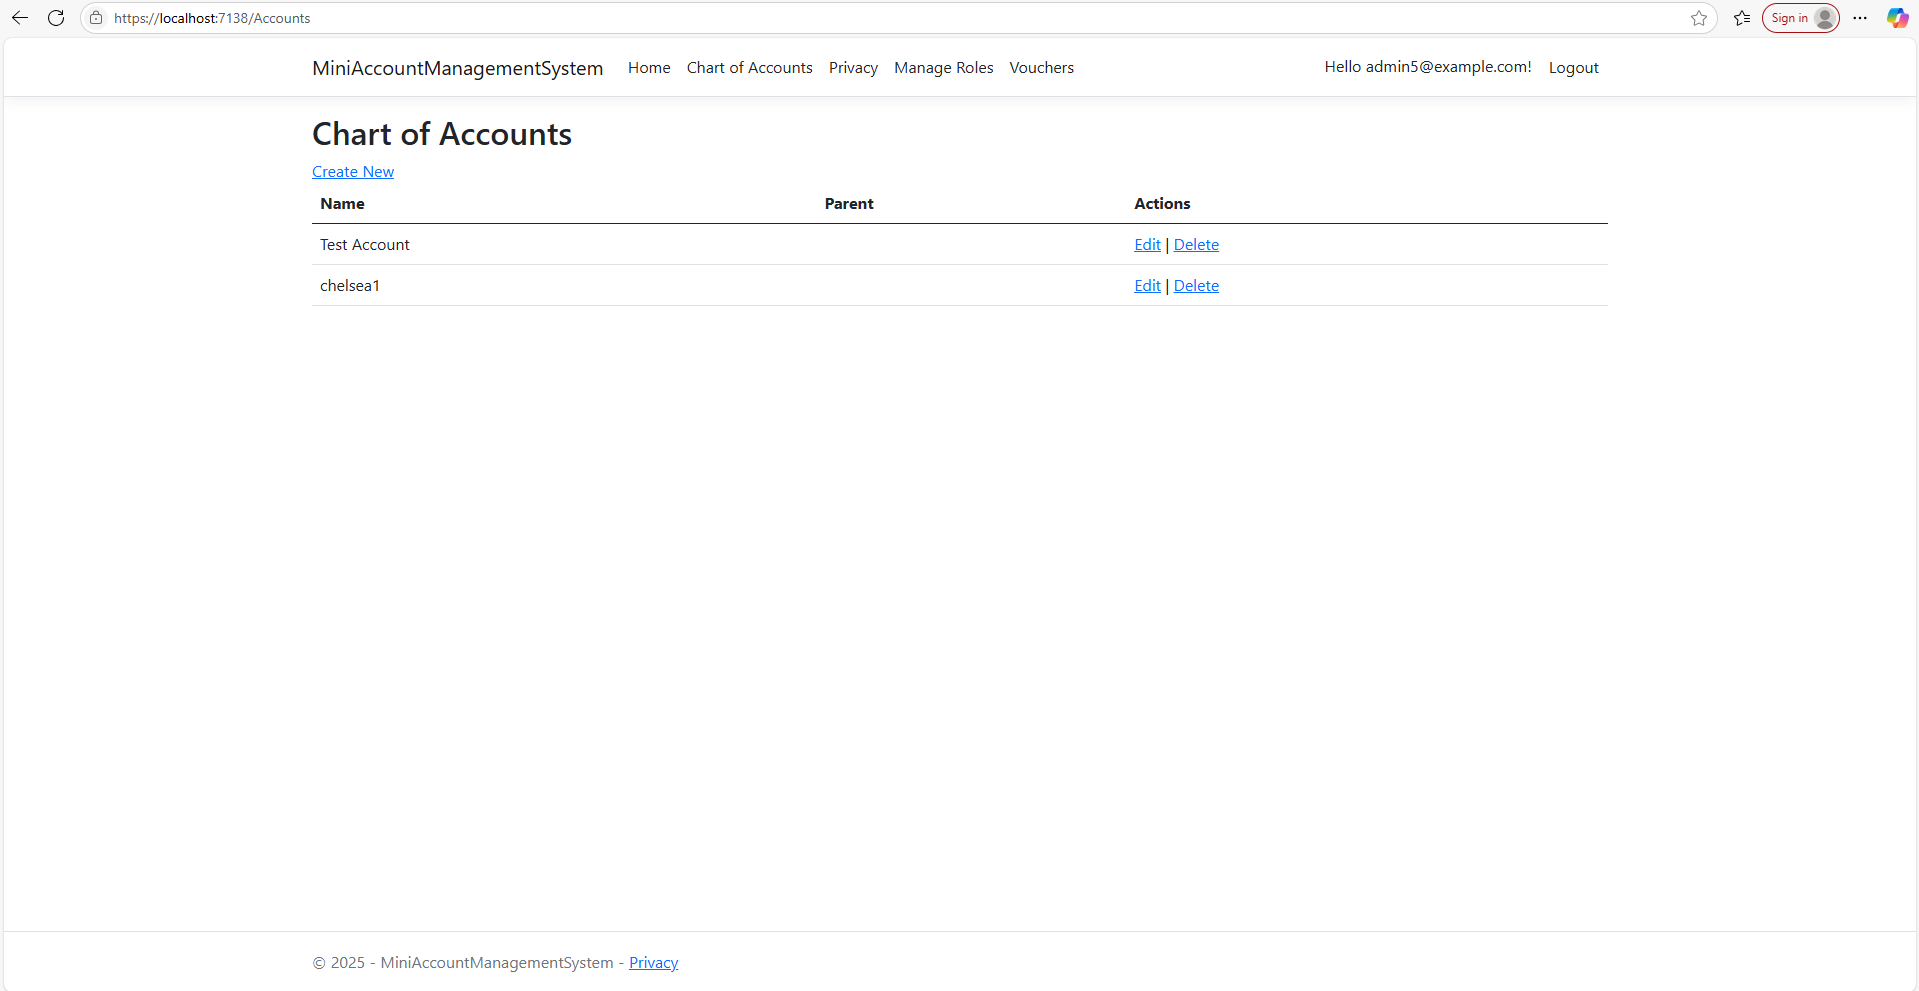 https://localhost:7138/Accounts
Sign in
MiniAccountManagementSystem Home Chart of Accounts Privacy Manage Roles Vouchers Hello admin5@example.com! Logout
Chart of Accounts
Create New
Name Parent Actions
Test Account Edit | Delete
chelsea1 Edit | Delete
© 2025 - MiniAccountManagementSystem - Privacy